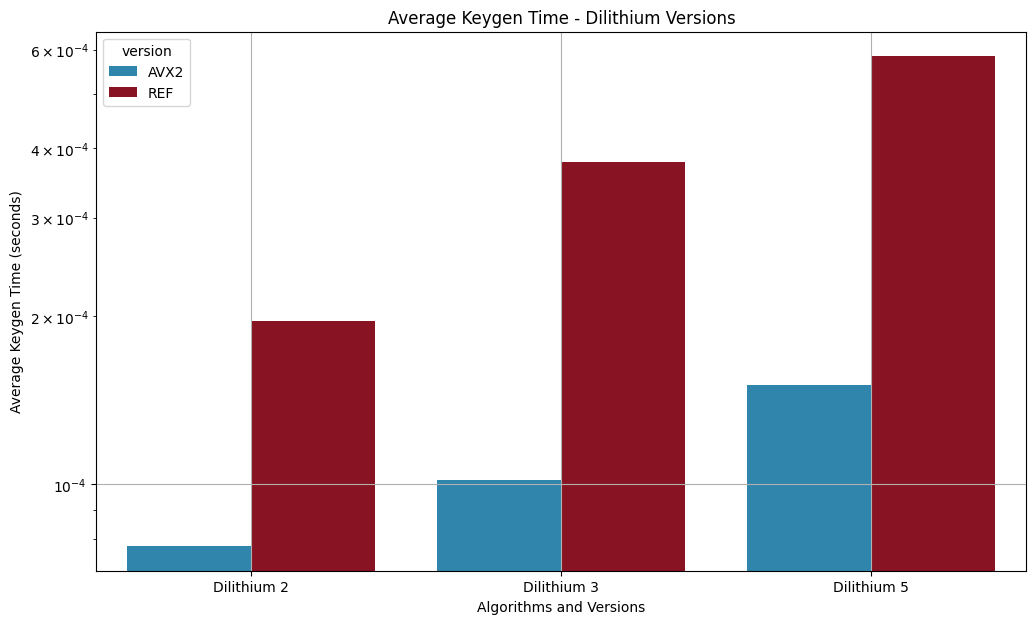 Average Keygen Time - Dilithium Versions
version
AVX2
REF
6 × 10⁻⁴
4 × 10⁻⁴
3 × 10⁻⁴
2 × 10⁻⁴
10⁻⁴
Average Keygen Time (seconds)
Dilithium 2 Dilithium 3 Dilithium 5
Algorithms and Versions